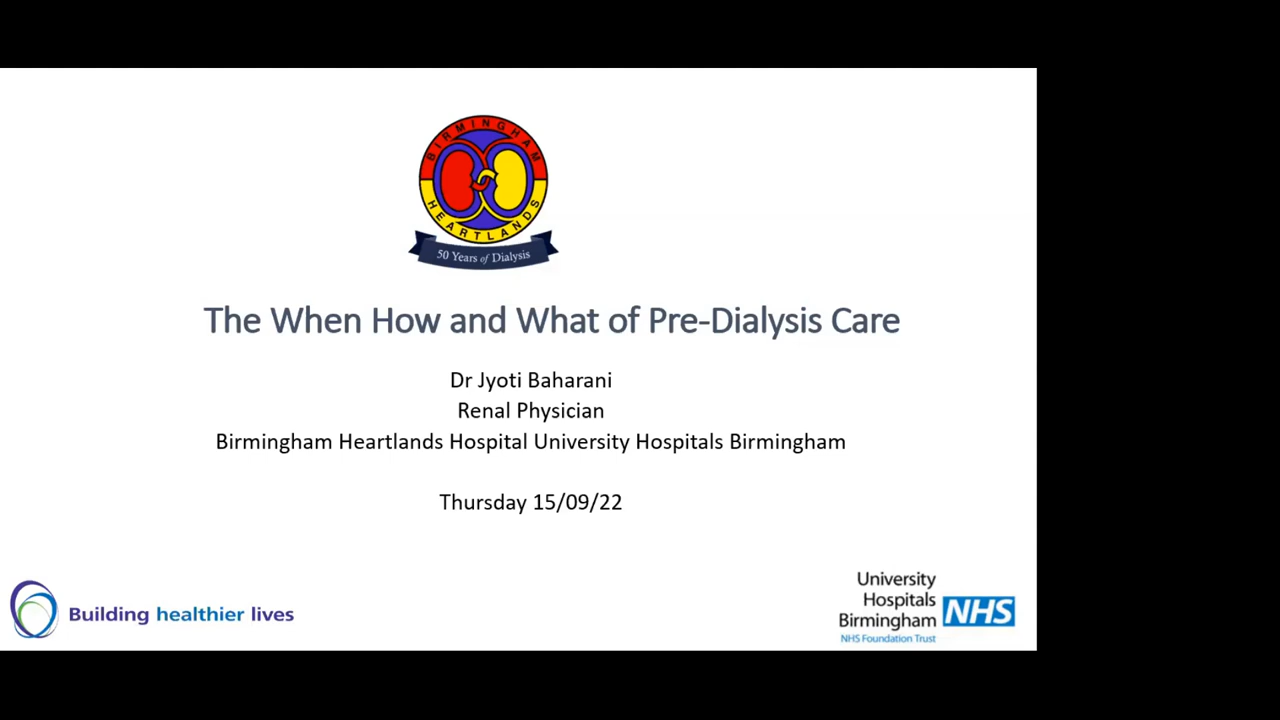 BIRMINGHAM
HEARTLANDS
50 Years of Dialysis
The When How and What of Pre-Dialysis Care
Dr Jyoti Baharani
Renal Physician
Birmingham Heartlands Hospital University Hospitals Birmingham
Thursday 15/09/22
Building healthier lives
University
Hospitals
Birmingham NHS
NHS Foundation Trust